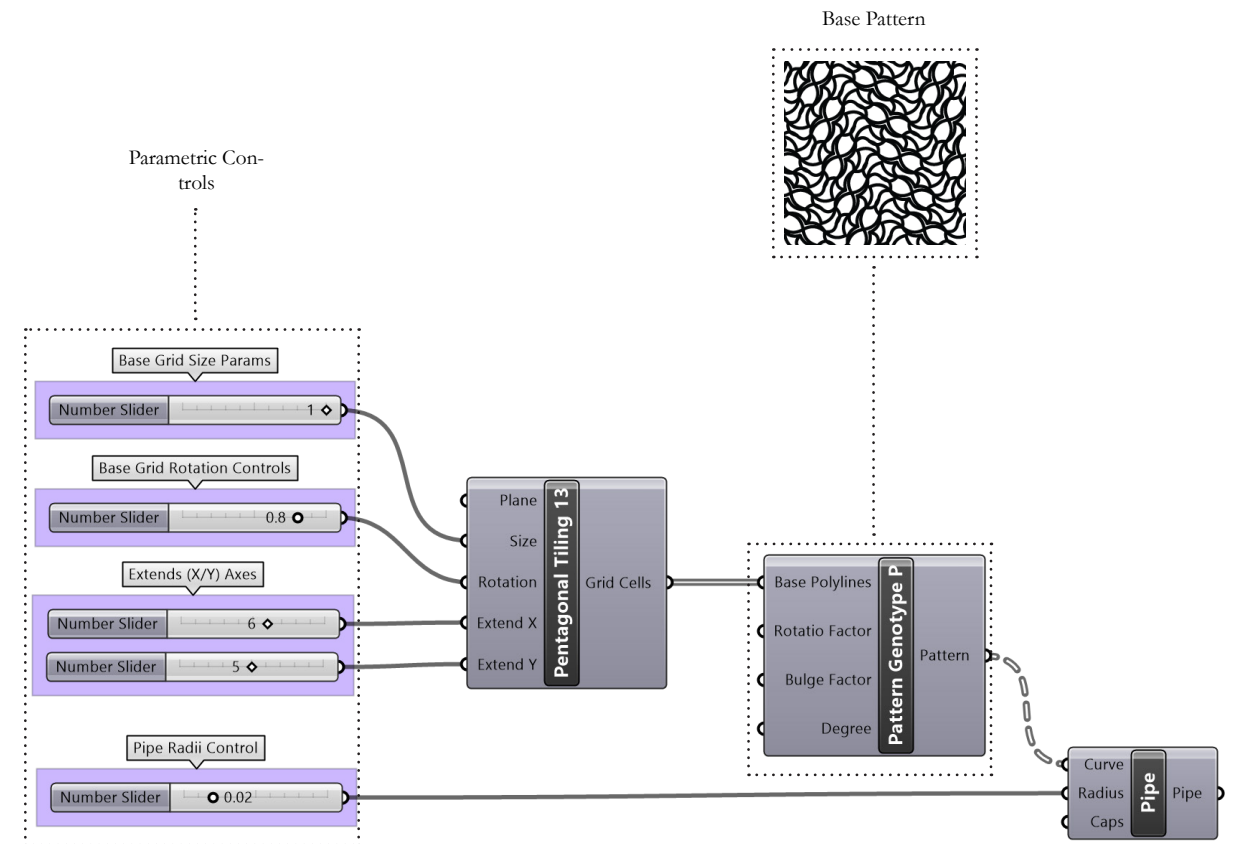 Base Pattern
Parametric Con-
trols
Base Grid Size Params
Number Slider 1
Base Grid Rotation Controls
Number Slider 0.8
Extends (X/Y) Axes
Number Slider 6
Number Slider 5
Pipe Radii Control
Number Slider 0.02
Plane
Size
Rotation
Extend X
Extend Y
Pentagonal Tiling 13
Grid Cells
Base Polylines
Rotatio Factor
Bulge Factor
Degree
Pattern Genotype P
Pattern
Curve
Radius
Caps
Pipe
Pipe